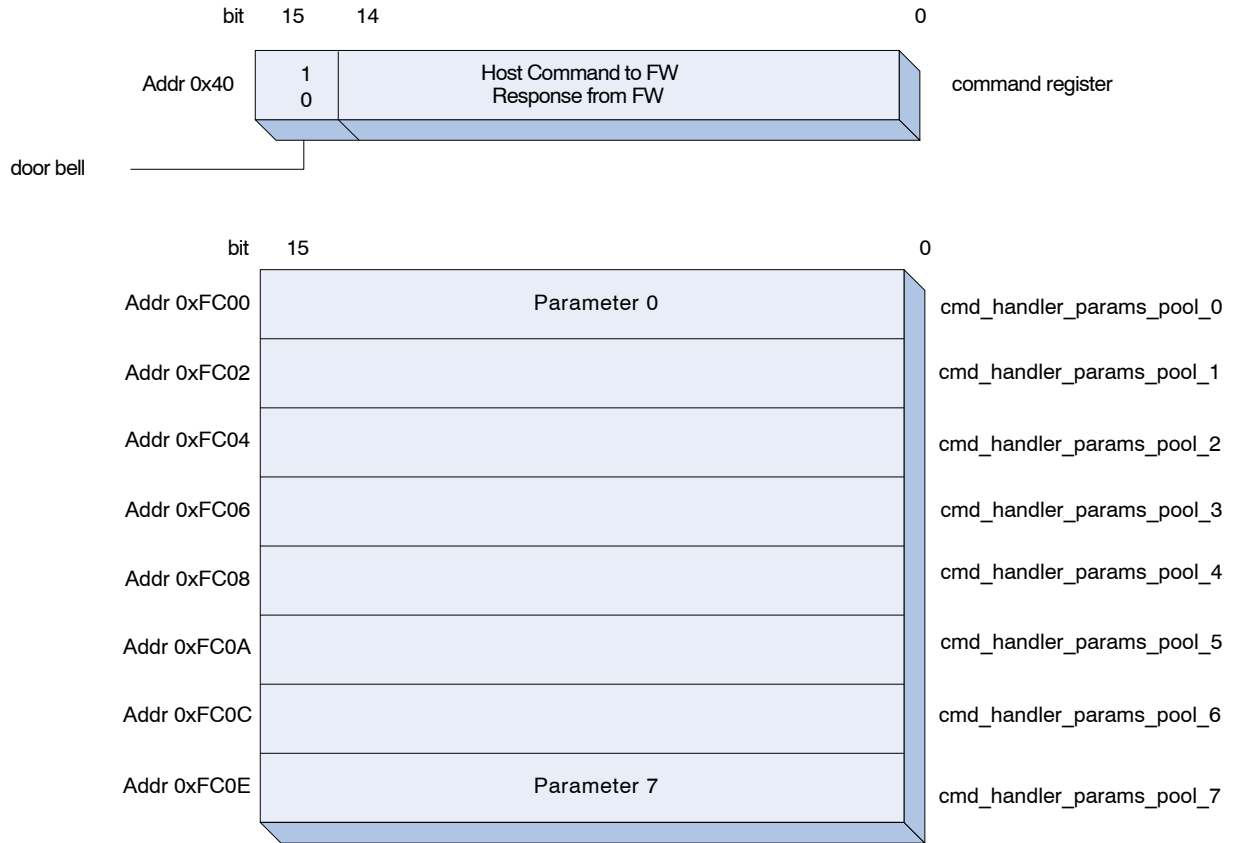 bit 15 14 0
Addr 0x40 1 Host Command to FW command register
0 Response from FW
door bell
bit 15 0
Addr 0xFC00 Parameter 0 cmd_handler_params_pool_0
Addr 0xFC02 cmd_handler_params_pool_1
Addr 0xFC04 cmd_handler_params_pool_2
Addr 0xFC06 cmd_handler_params_pool_3
Addr 0xFC08 cmd_handler_params_pool_4
Addr 0xFC0A cmd_handler_params_pool_5
Addr 0xFC0C cmd_handler_params_pool_6
Addr 0xFC0E Parameter 7 cmd_handler_params_pool_7